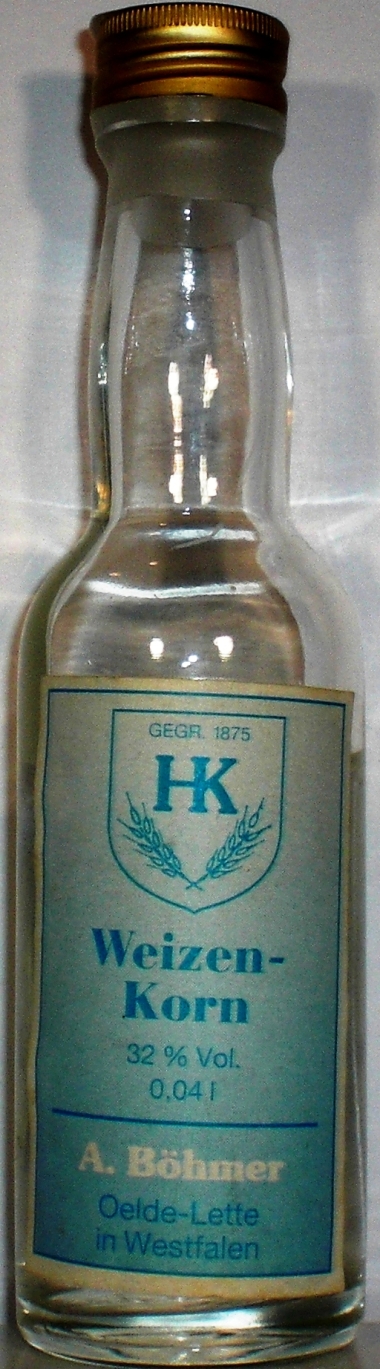 GEGR. 1875
HK
Weizen-
Korn
32 % Vol.
0,04 l
A. Böhmer
Oelde-Lette
in Westfalen